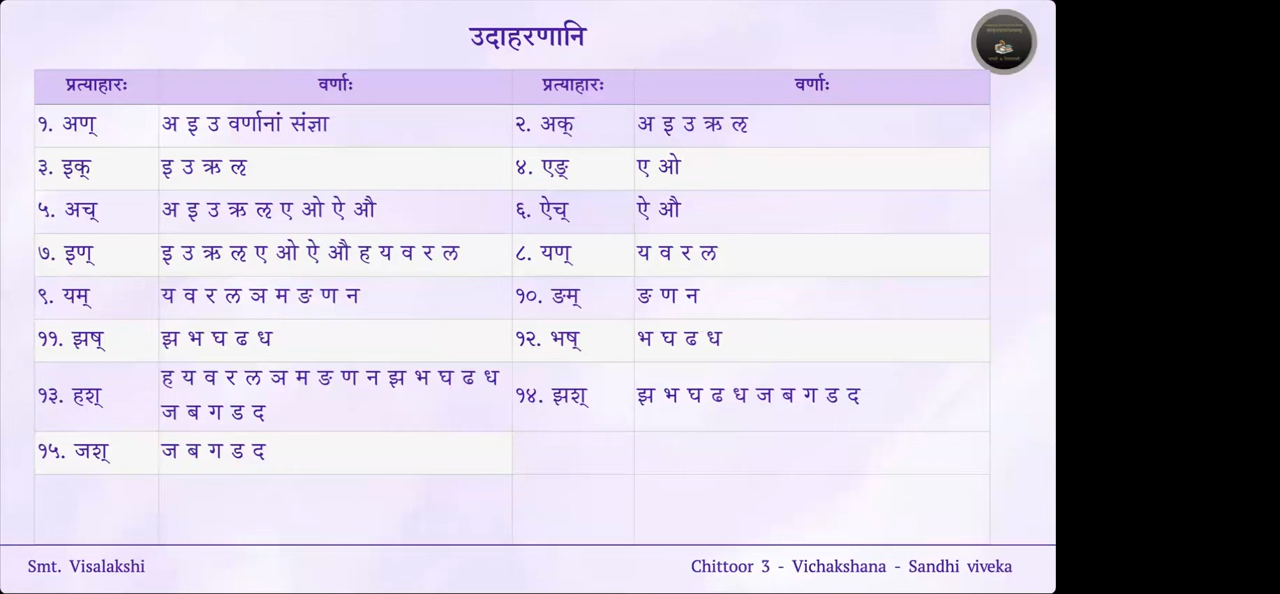 उदाहरणानि
प्रत्याहारः वर्णाः प्रत्याहारः वर्णाः
१. अण् अ इ उ वर्णानां संज्ञा २. अक् अ इ उ ऋ ऌ
३. इक् इ उ ऋ ऌ ४. एङ् ए ओ
५. अच् अ इ उ ऋ ऌ ए ओ ऐ औ ६. ऐच् ऐ औ
७. इण् इ उ ऋ ऌ ए ओ ऐ औ ह य व र ल ८. यण् य व र ल
९. यम् य व र ल ञ म ङ ण न १०. ङम् ङ ण न
११. झष् झ भ घ ढ ध १२. भष् भ घ ढ ध
१३. हश् ह य व र ल ञ म ङ ण न झ भ घ ढ ध
ज ब ग ड द १४. झश् झ भ घ ढ ध ज ब ग ड द
१५. जश् ज ब ग ड द
Smt. Visalakshi Chittoor 3 - Vichakshana - Sandhi viveka